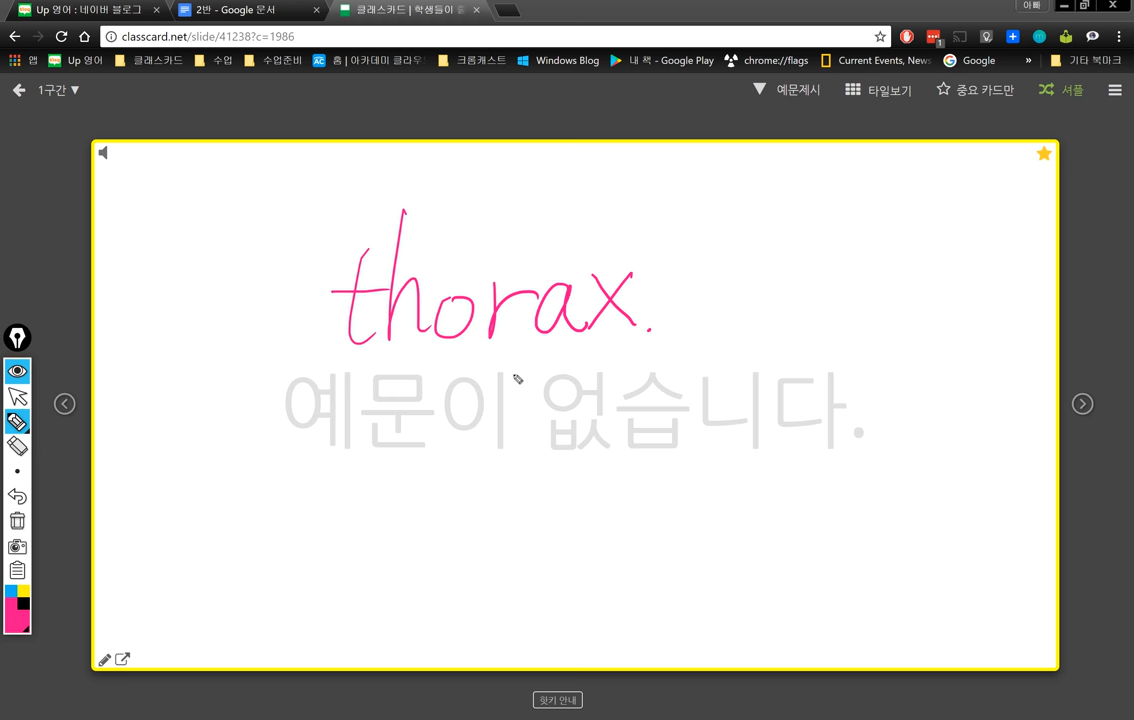 Up 영어 : 네이버 블로그
2반 - Google 문서
클래스카드 | 학생들이
아빠
classcard.net/slide/41238?c=1986
1
앱
Up 영어
클래스카드
수업
수업준비
홈 | 아카데미 클라우
크롬캐스트
Windows Blog
내 책 - Google Play
chrome://flags
Current Events, News
Google
»
기타 북마크
1구간 ▼
예문제시
타일보기
중요 카드만
셔플
thorax.
예문이 없습니다.
핫키 안내